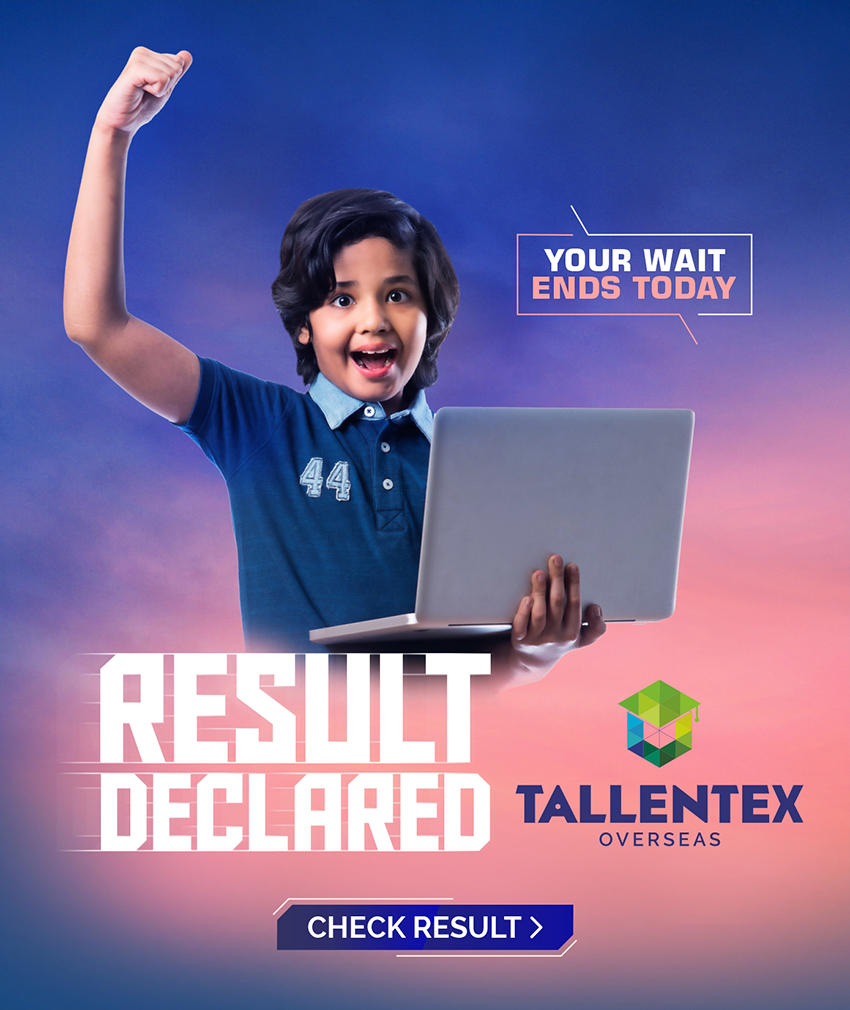 YOUR WAIT
ENDS TODAY
44
RESULT
DECLARED
TALLENTEX
OVERSEAS
CHECK RESULT >